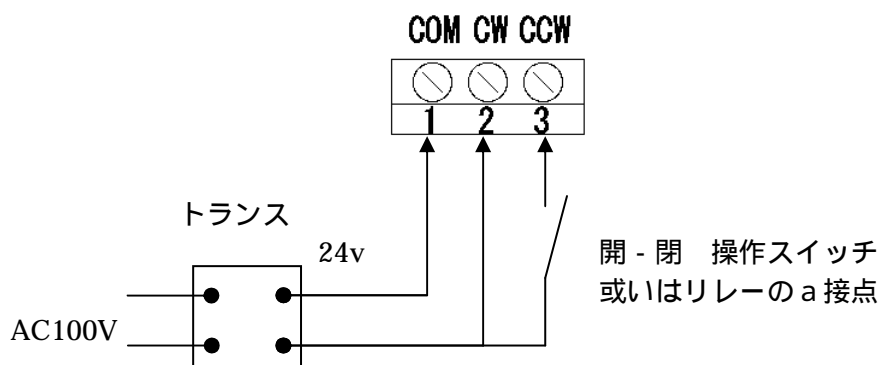 COM CW CCW
1 2 3
トランス
24v
開 - 閉　操作スイッチ
或いはリレーのａ接点
AC100V